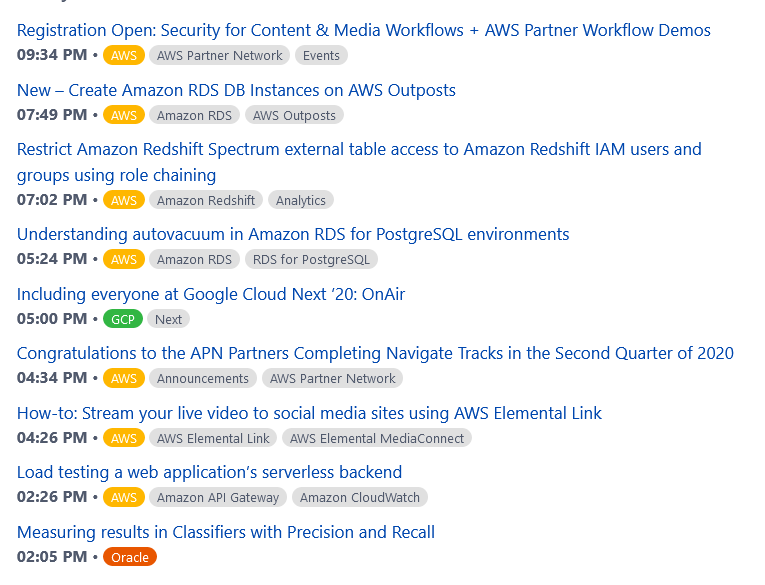 Registration Open: Security for Content & Media Workflows + AWS Partner Workflow Demos
09:34 PM • AWS AWS Partner Network Events
New – Create Amazon RDS DB Instances on AWS Outposts
07:49 PM • AWS Amazon RDS AWS Outposts
Restrict Amazon Redshift Spectrum external table access to Amazon Redshift IAM users and
groups using role chaining
07:02 PM • AWS Amazon Redshift Analytics
Understanding autovacuum in Amazon RDS for PostgreSQL environments
05:24 PM • AWS Amazon RDS RDS for PostgreSQL
Including everyone at Google Cloud Next ’20: OnAir
05:00 PM • GCP Next
Congratulations to the APN Partners Completing Navigate Tracks in the Second Quarter of 2020
04:34 PM • AWS Announcements AWS Partner Network
How-to: Stream your live video to social media sites using AWS Elemental Link
04:26 PM • AWS AWS Elemental Link AWS Elemental MediaConnect
Load testing a web application’s serverless backend
02:26 PM • AWS Amazon API Gateway Amazon CloudWatch
Measuring results in Classifiers with Precision and Recall
02:05 PM • Oracle